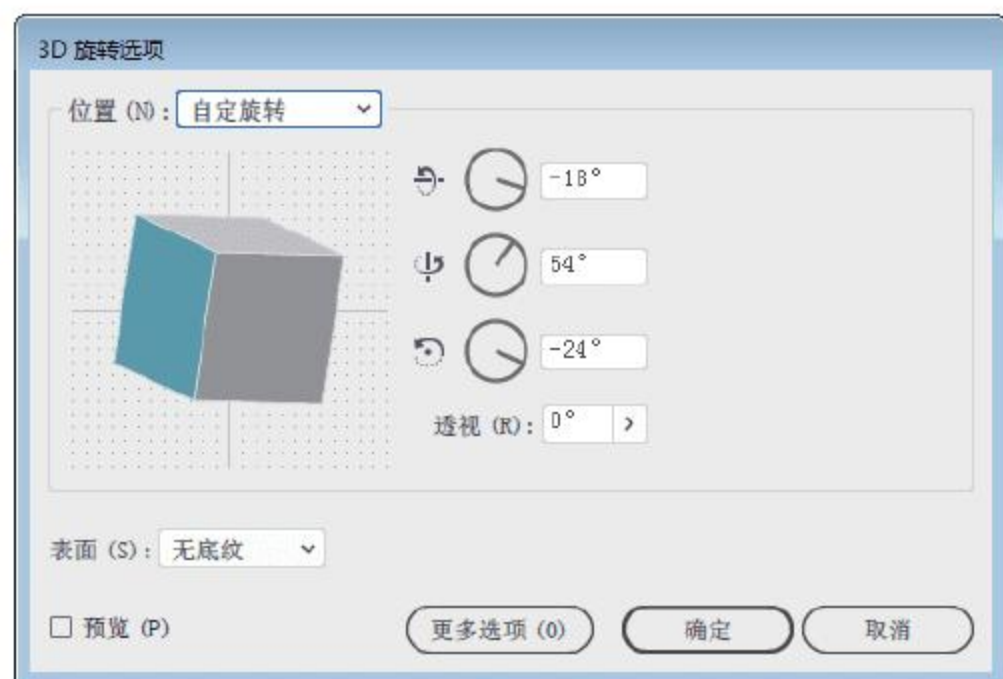 3D 旋转选项
位置 (N): 自定旋转
-18°
54°
-24°
透视 (R): 0° >
表面 (S): 无底纹
预览 (P)
更多选项 (O)
确定
取消